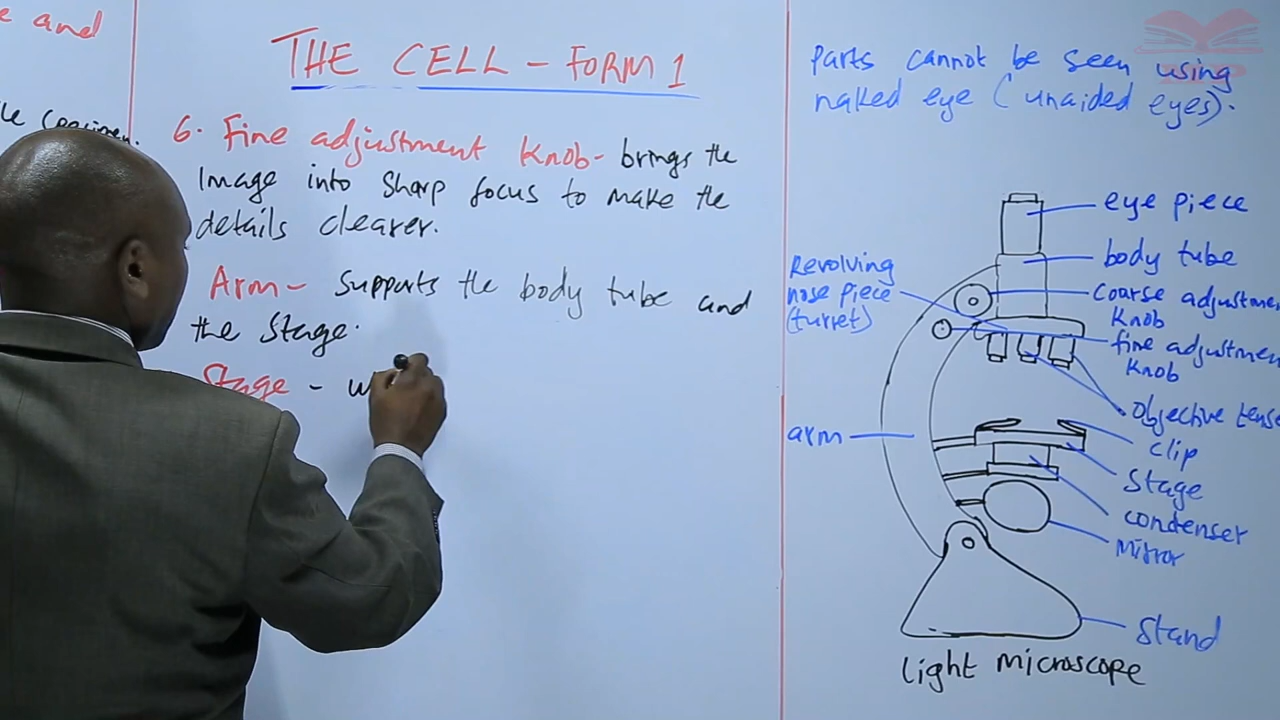 e and
THE CELL - FORM 1
6. Fine adjustment knob- brings the
Image into sharp focus to make the
details clearer.
Arm- Supports the body tube and
the stage.
Stage - w
Parts cannot be seen using
naked eye (unaided eyes).
eye piece
body tube
Revolving
nose piece
(turret)
coarse adjustmen
knob
fine adjustmen
knob
objective lense
clip
arm
Stage
condenser
mirror
Stand
light microscope